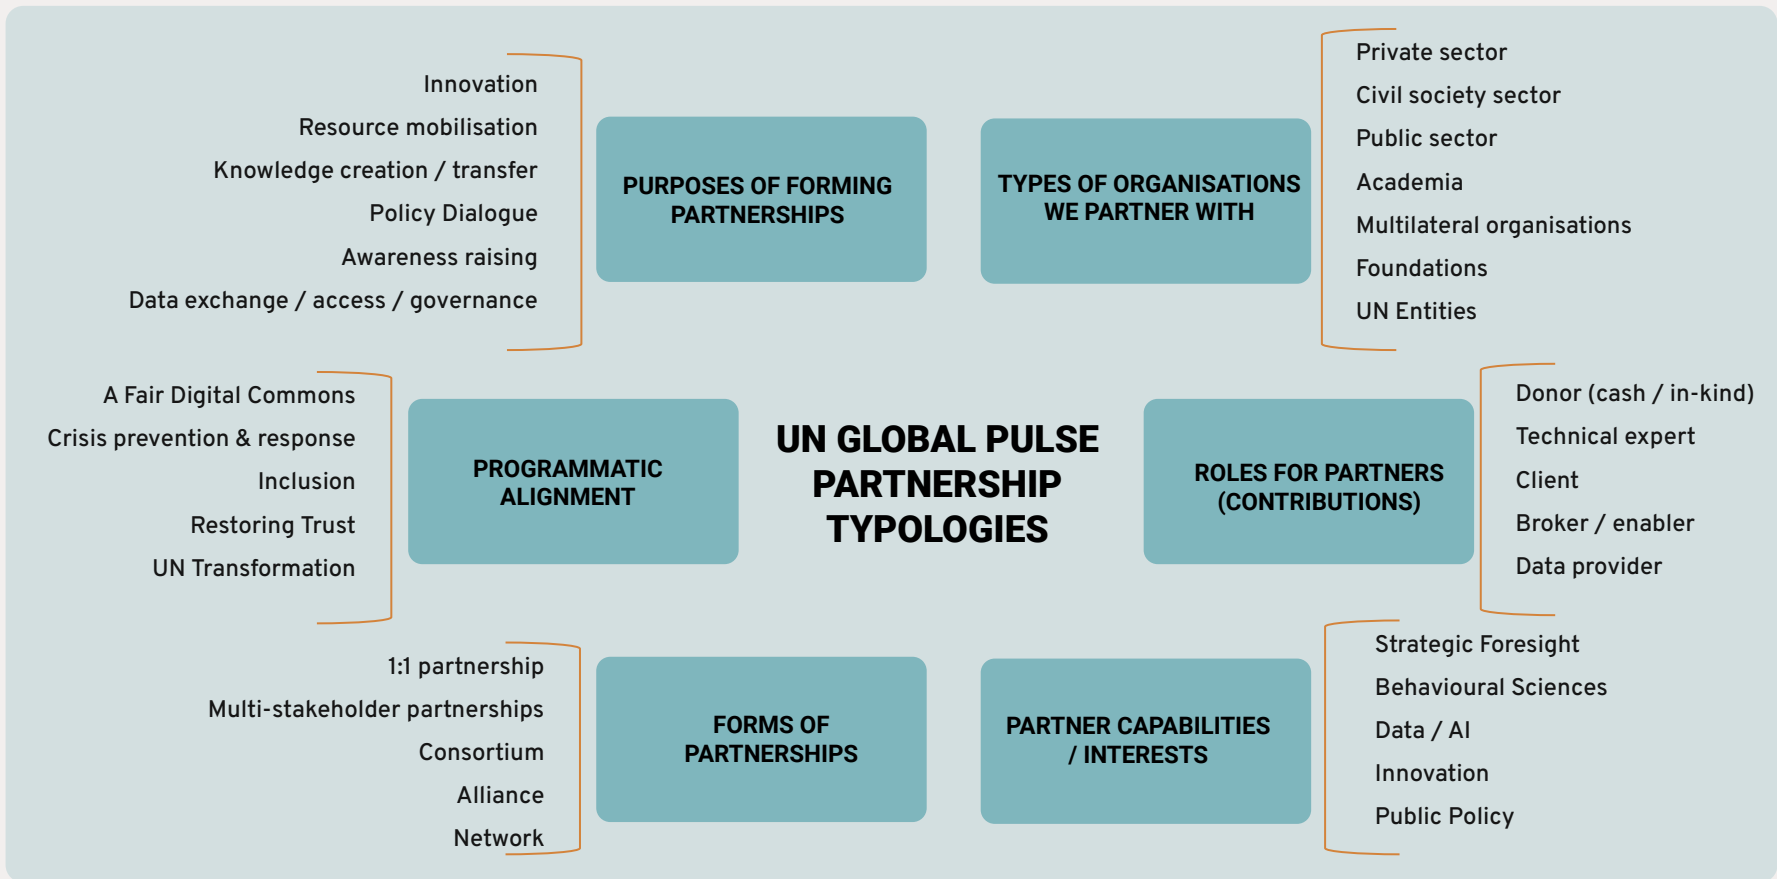 Innovation
Resource mobilisation
Knowledge creation / transfer
Policy Dialogue
Awareness raising
Data exchange / access / governance
PURPOSES OF FORMING
PARTNERSHIPS
TYPES OF ORGANISATIONS
WE PARTNER WITH
Private sector
Civil society sector
Public sector
Academia
Multilateral organisations
Foundations
UN Entities
A Fair Digital Commons
Crisis prevention & response
Inclusion
Restoring Trust
UN Transformation
PROGRAMMATIC
ALIGNMENT
UN GLOBAL PULSE
PARTNERSHIP
TYPOLOGIES
ROLES FOR PARTNERS
(CONTRIBUTIONS)
Donor (cash / in-kind)
Technical expert
Client
Broker / enabler
Data provider
1:1 partnership
Multi-stakeholder partnerships
Consortium
Alliance
Network
FORMS OF
PARTNERSHIPS
PARTNER CAPABILITIES
/ INTERESTS
Strategic Foresight
Behavioural Sciences
Data / AI
Innovation
Public Policy